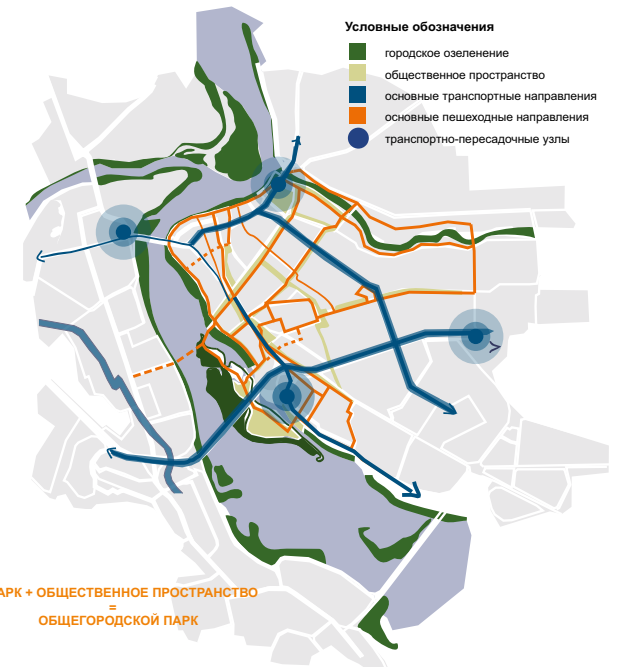 Условные обозначения
городское озеленение
общественное пространство
основные транспортные направления
основные пешеходные направления
транспортно-пересадочные узлы
АРК + ОБЩЕСТВЕННОЕ ПРОСТРАНСТВО
=
ОБЩЕГОРОДСКОЙ ПАРК